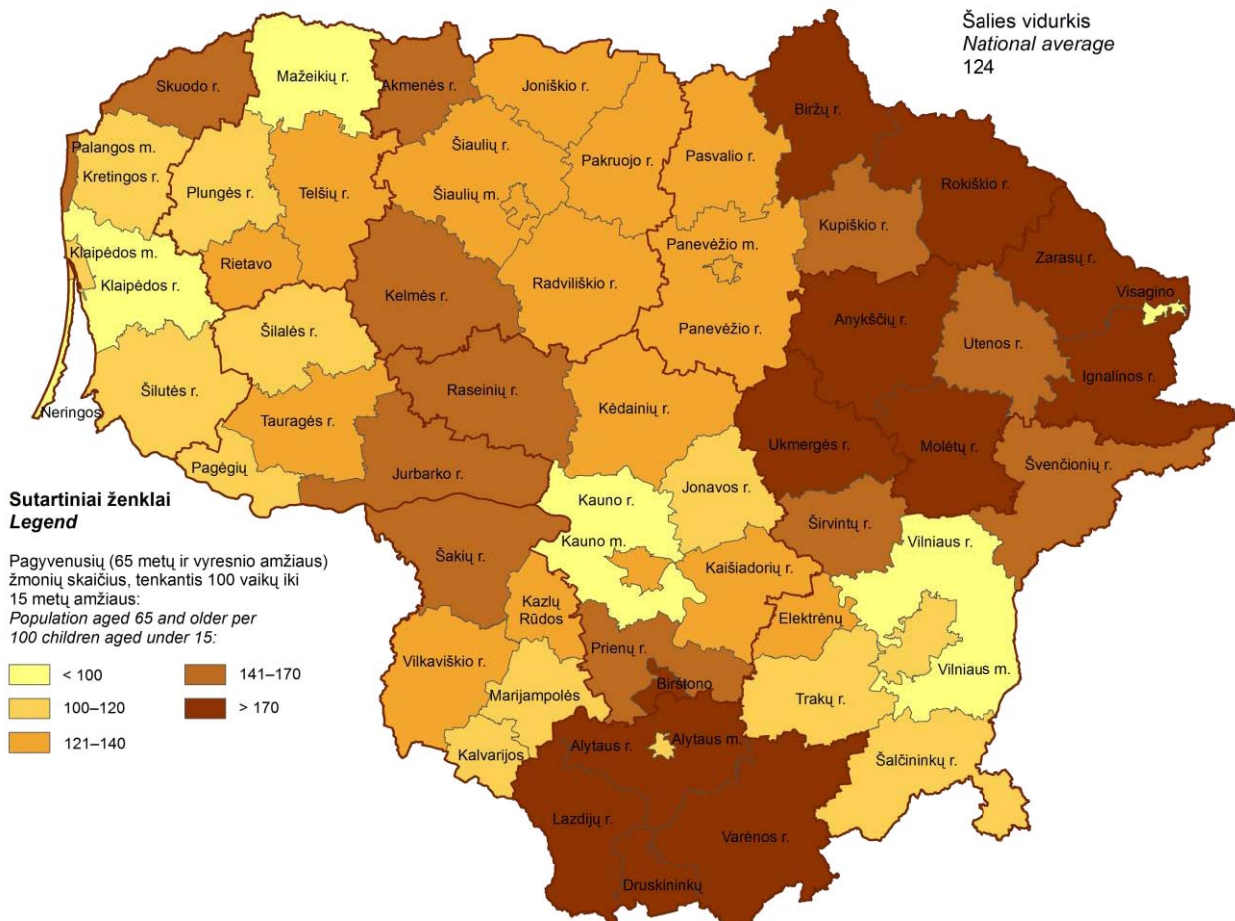 Šalies vidurkis
National average
124
Skuodo r.
Mažeikių r.
Akmenės r.
Joniškio r.
Biržų r.
Palangos m.
Kretingos r.
Plungės r.
Telšių r.
Šiaulių r.
Šiaulių m.
Pakruojo r.
Pasvalio r.
Rokiškio r.
Kupiškio r.
Klaipėdos m.
Klaipėdos r.
Rietavo
Kelmės r.
Radviliškio r.
Panevėžio m.
Panevėžio r.
Zarasų r.
Visagino
Anykščių r.
Utenos r.
Ignalinos r.
Šilalės r.
Šilutės r.
Neringos
Tauragės r.
Raseinių r.
Kėdainių r.
Ukmergės r.
Molėtų r.
Švenčionių r.
Pagėgių
Jurbarko r.
Kauno r.
Kauno m.
Jonavos r.
Širvintų r.
Vilniaus r.
Šakių r.
Kazlų
Rūdos
Kaišiadorių r.
Elektrėnų
Vilkaviškio r.
Prienų r.
Birštono
Vilniaus m.
Marijampolės
Trakų r.
Kalvarijos
Alytaus r.
Alytaus m.
Šalčininkų r.
Lazdijų r.
Varėnos r.
Druskininkų
Sutartiniai ženklai
Legend
Pagyvenusių (65 metų ir vyresnio amžiaus)
žmonių skaičius, tenkantis 100 vaikų iki
15 metų amžiaus:
Population aged 65 and older per
100 children aged under 15:
< 100
100–120
121–140
141–170
> 170